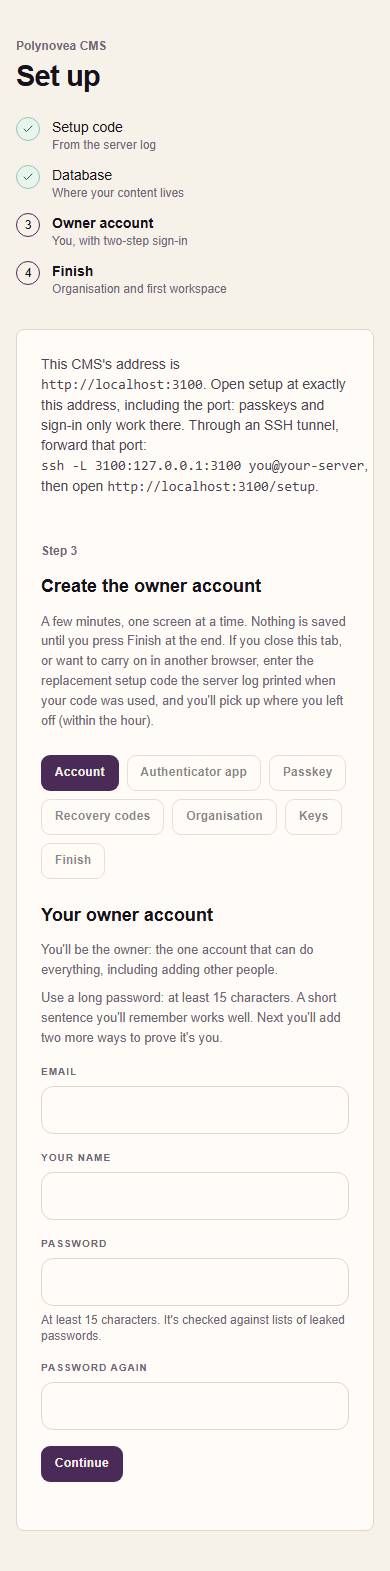 Polynovea CMS
Set up
Setup code
From the server log
Database
Where your content lives
3
Owner account
You, with two-step sign-in
4
Finish
Organisation and first workspace
This CMS's address is
http://localhost:3100. Open setup at exactly
this address, including the port: passkeys and
sign-in only work there. Through an SSH tunnel,
forward that port:
ssh -L 3100:127.0.0.1:3100 you@your-server,
then open http://localhost:3100/setup.
Step 3
Create the owner account
A few minutes, one screen at a time. Nothing is saved
until you press Finish at the end. If you close this tab,
or want to carry on in another browser, enter the
replacement setup code the server log printed when
your code was used, and you'll pick up where you left
off (within the hour).
Account
Authenticator app
Passkey
Recovery codes
Organisation
Keys
Finish
Your owner account
You'll be the owner: the one account that can do
everything, including adding other people.
Use a long password: at least 15 characters. A short
sentence you'll remember works well. Next you'll add
two more ways to prove it's you.
EMAIL
YOUR NAME
PASSWORD
At least 15 characters. It's checked against lists of leaked
passwords.
PASSWORD AGAIN
Continue